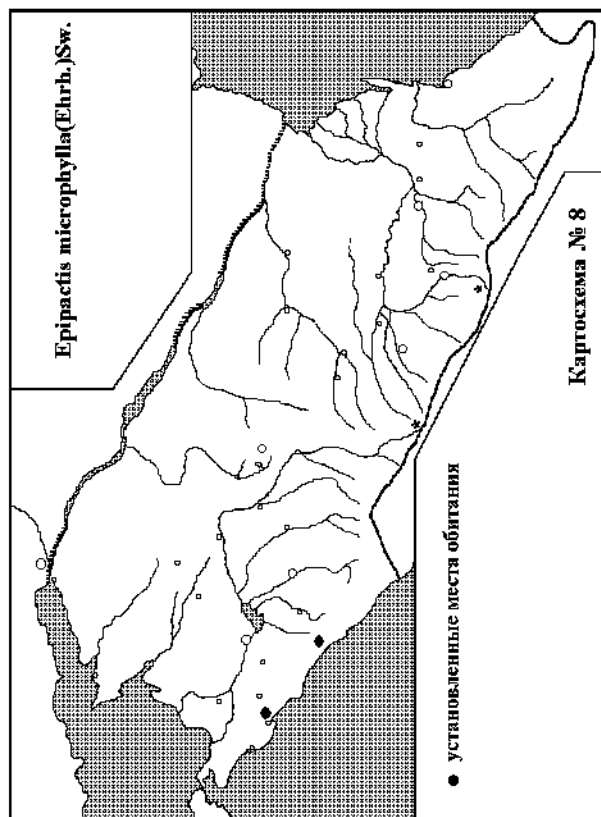 Epipactis microphylla(Ehrh.)Sw.
Картосхема № 8
установленные места обитания